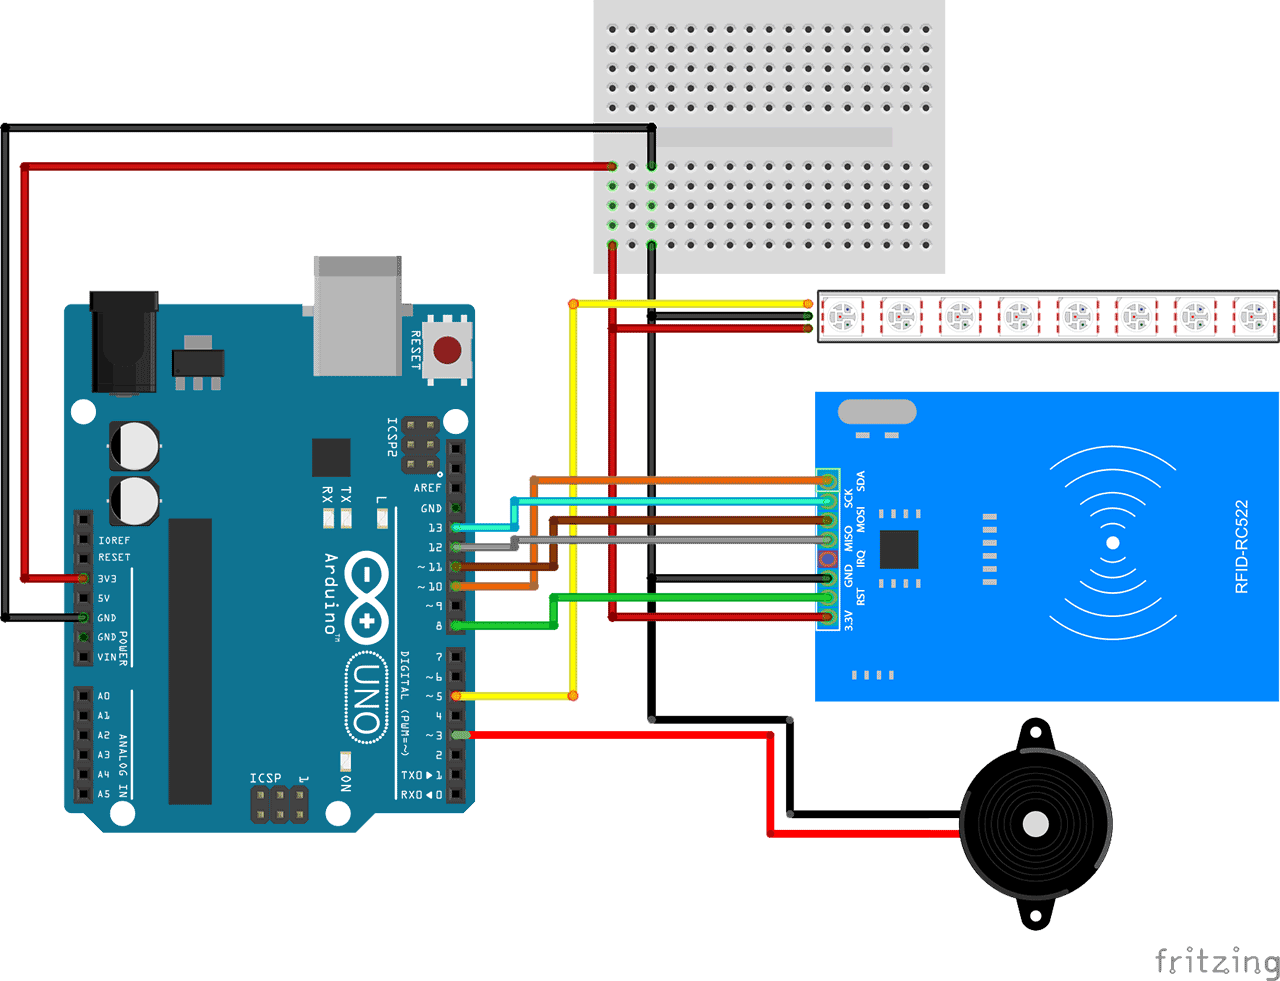 RESET
ICSP2
AREF
GND
13
12
~11
~10
~9
8
7
~6
~5
4
~3
2
TX0▶1
RX0◀0
DIGITAL (PWM=~)
RX
TX
L
Arduino™
UNO
IOREF
RESET
3V3
5V
GND
GND
VIN
POWER
A0
A1
A2
A3
A4
A5
ANALOG IN
ICSP
1
ON
SDA
SCK
MOSI
MISO
IRQ
GND
RST
3.3V
RFID-RC522
fritzing